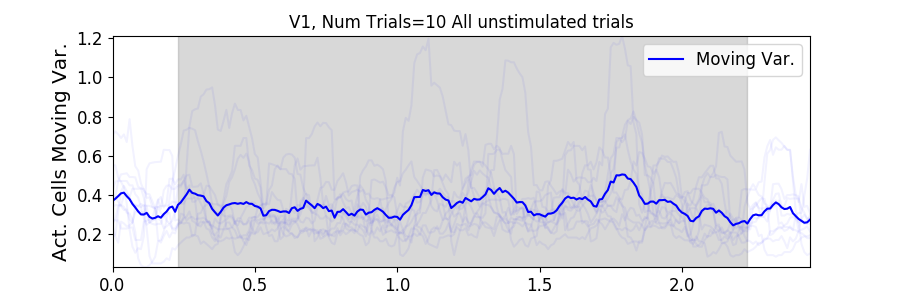 V1, Num Trials=10 All unstimulated trials
Act. Cells Moving Var.
1.2
1.0
0.8
0.6
0.4
0.2
Moving Var.
0.0 0.5 1.0 1.5 2.0